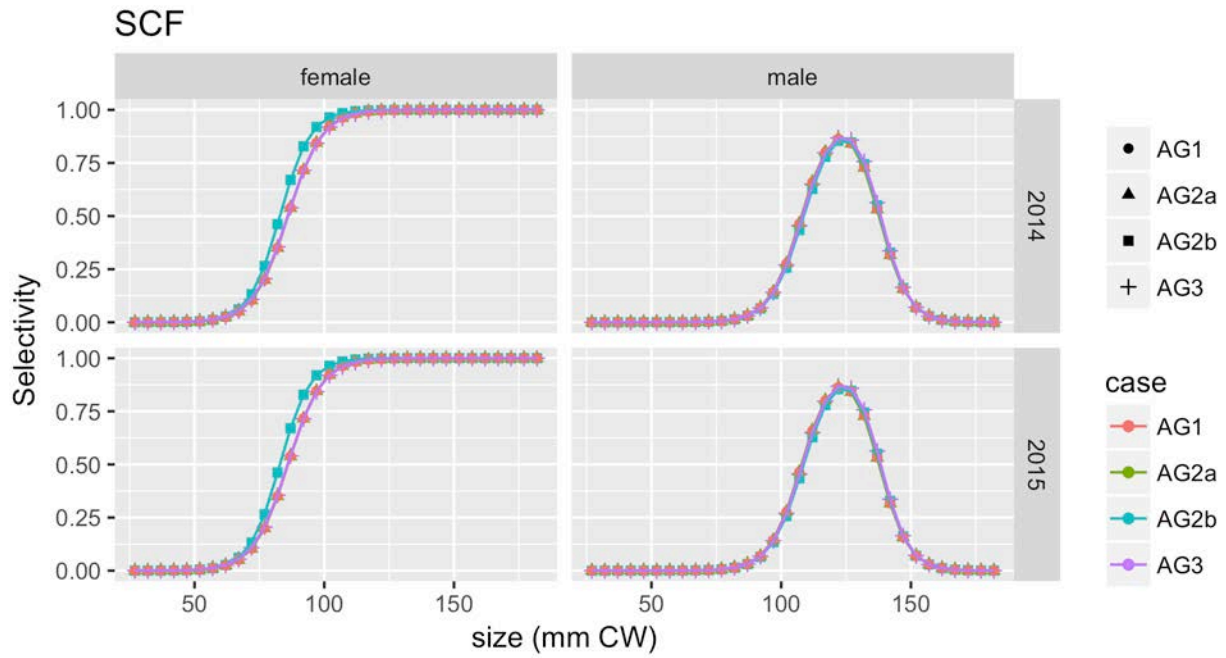 SCF
female male
1.00
0.75
0.50
0.25
0.00
2014
1.00
0.75
0.50
0.25
0.00
2015
Selectivity
50 100 150 50 100 150
size (mm CW)
AG1
AG2a
AG2b
AG3
case
AG1
AG2a
AG2b
AG3